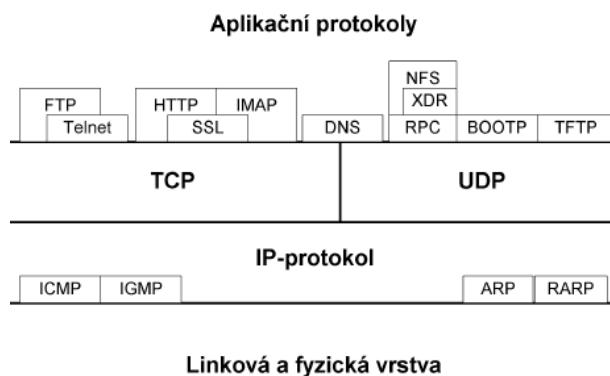 Aplikační protokoly
NFS
XDR
FTP
HTTP IMAP
Telnet SSL DNS RPC BOOTP TFTP
TCP UDP
IP-protokol
ICMP IGMP ARP RARP
Linková a fyzická vrstva